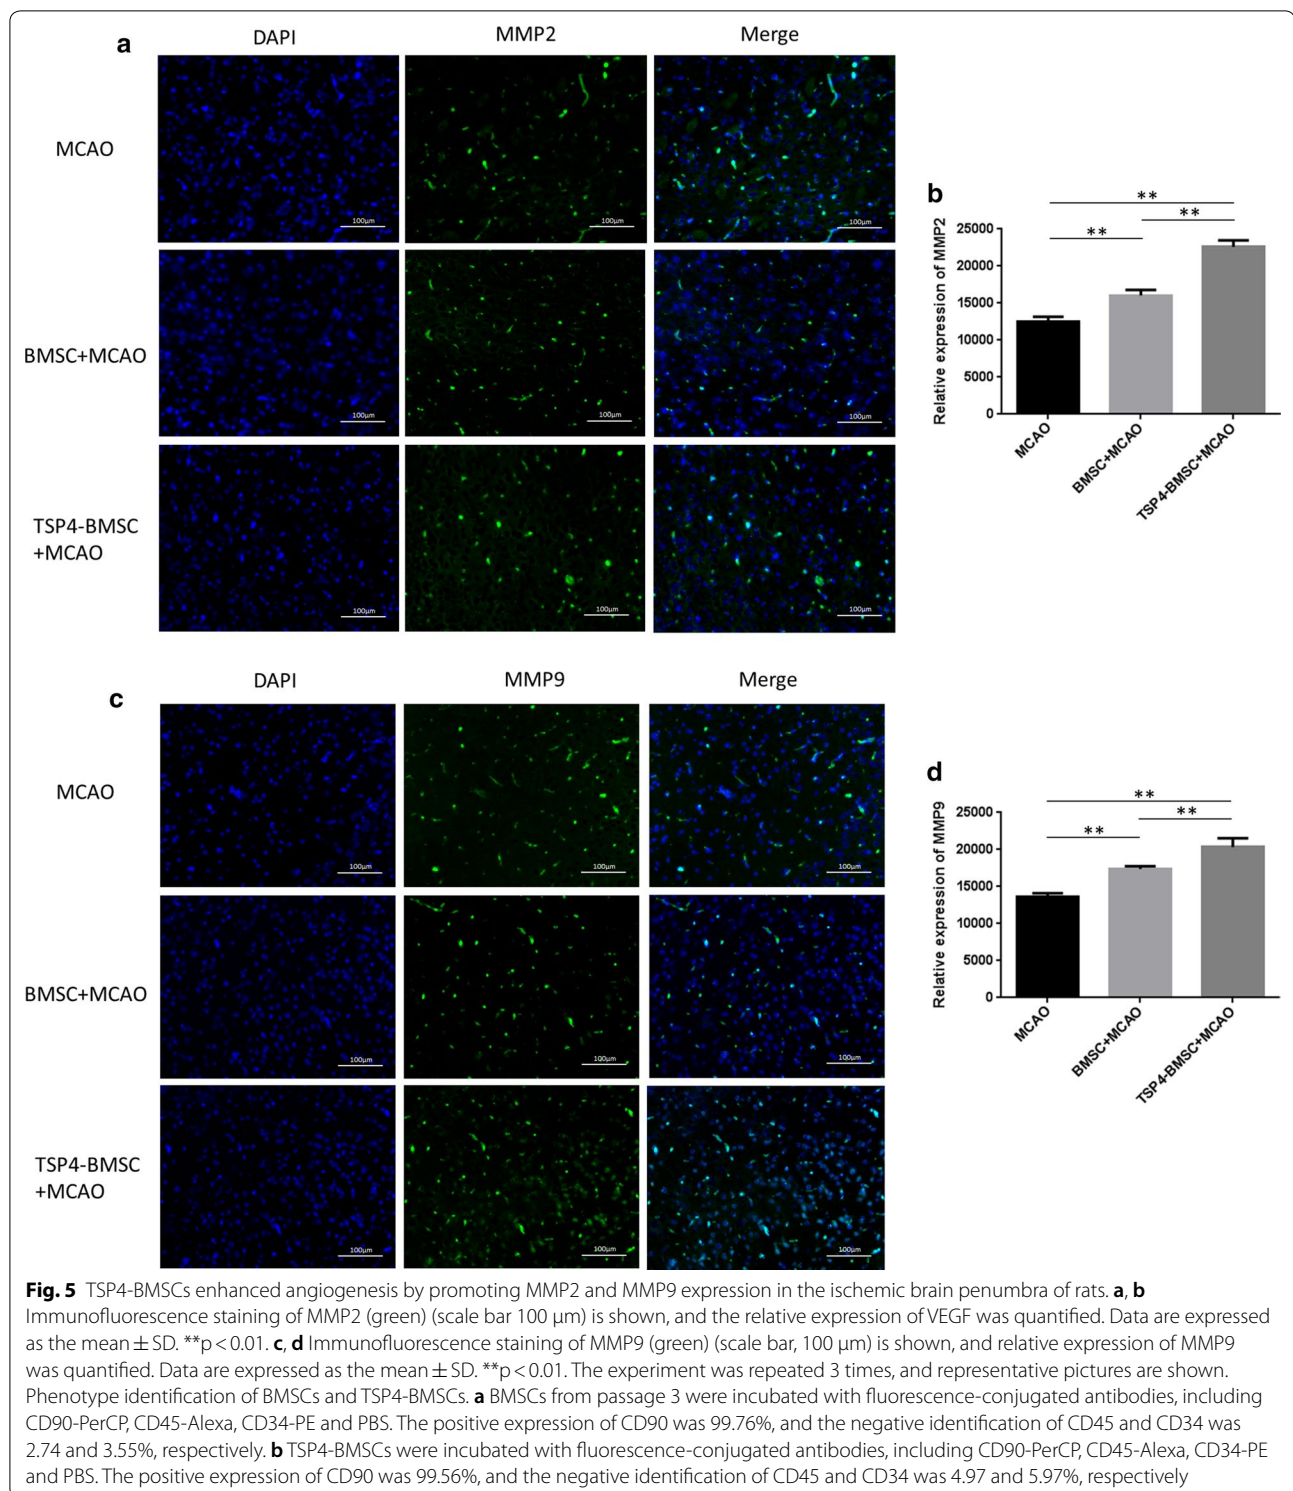 a
DAPI
MMP2
Merge
MCAO
100µm
100µm
100µm
BMSC+MCAO
100µm
100µm
100µm
TSP4-BMSC
+MCAO
100µm
100µm
100µm
b
**
**
**
Relative expression of MMP2
25000
20000
15000
10000
5000
0
MCAO
BMSC+MCAO
TSP4-BMSC+MCAO
c
DAPI
MMP9
Merge
MCAO
100µm
100µm
100µm
BMSC+MCAO
100µm
100µm
100µm
TSP4-BMSC
+MCAO
100µm
100µm
100µm
d
**
**
**
Relative expression of MMP9
25000
20000
15000
10000
5000
0
MCAO
BMSC+MCAO
TSP4-BMSC+MCAO
Fig. 5 TSP4-BMSCs enhanced angiogenesis by promoting MMP2 and MMP9 expression in the ischemic brain penumbra of rats. a, b
Immunofluorescence staining of MMP2 (green) (scale bar 100 µm) is shown, and the relative expression of VEGF was quantified. Data are expressed
as the mean ± SD. **p < 0.01. c, d Immunofluorescence staining of MMP9 (green) (scale bar, 100 µm) is shown, and relative expression of MMP9
was quantified. Data are expressed as the mean ± SD. **p < 0.01. The experiment was repeated 3 times, and representative pictures are shown.
Phenotype identification of BMSCs and TSP4-BMSCs. a BMSCs from passage 3 were incubated with fluorescence-conjugated antibodies, including
CD90-PerCP, CD45-Alexa, CD34-PE and PBS. The positive expression of CD90 was 99.76%, and the negative identification of CD45 and CD34 was
2.74 and 3.55%, respectively. b TSP4-BMSCs were incubated with fluorescence-conjugated antibodies, including CD90-PerCP, CD45-Alexa, CD34-PE
and PBS. The positive expression of CD90 was 99.56%, and the negative identification of CD45 and CD34 was 4.97 and 5.97%, respectively